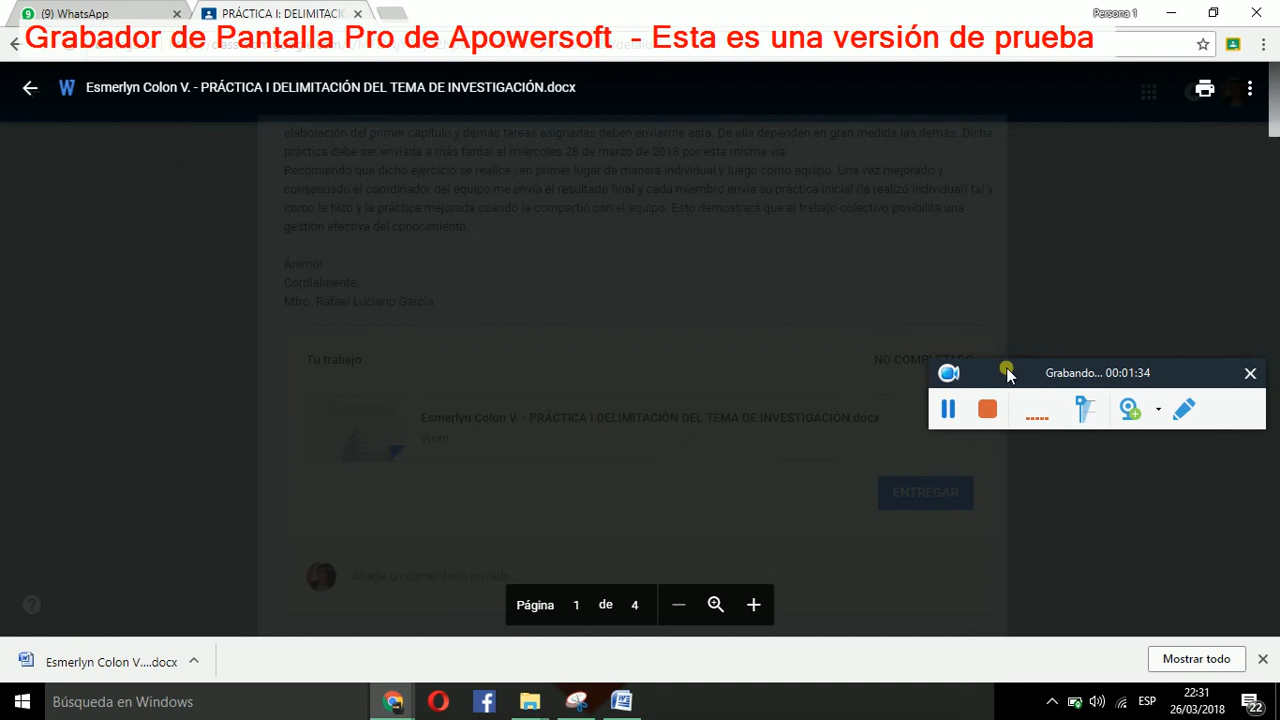 (9) WhatsApp
PRÁCTICA I: DELIMITACIÓ
Persona 1
Grabador de Pantalla Pro de Apowersoft - Esta es una versión de prueba
Esmerlyn Colon V. - PRÁCTICA I DELIMITACIÓN DEL TEMA DE INVESTIGACIÓN.docx
elaboración del primer capítulo y demás tareas asignadas deben enviarme esta. De ella dependen en gran medida las demás. Dicha
práctica debe ser enviada a más tardar el miércoles 28 de marzo de 2018 por esta misma vía.
Recomiendo que dicho ejercicio se realice , en primer lugar de manera individual y luego como equipo. Una vez mejorado y
consesuado el coordinador del equipo me envía el resultado final y cada miembro envía su práctica inicial (la realizó individual) tal y
como la hizo y la práctica mejorada cuando la compartió con el equipo. Esto demostrará que el trabajo colectivo posibilita una
gestión efectiva del conocimiento.
Ánimo!
Cordialmente,
Mtro. Rafael Luciano García
Tu trabajo
NO COMPLETADO
Grabando... 00:01:34
Esmerlyn Colon V. - PRÁCTICA I DELIMITACIÓN DEL TEMA DE INVESTIGACIÓN.docx
Word
ENTREGAR
Añade un comentario privado...
Página 1 de 4
Esmerlyn Colon V....docx
Mostrar todo
Búsqueda en Windows
ESP
22:31
26/03/2018
22